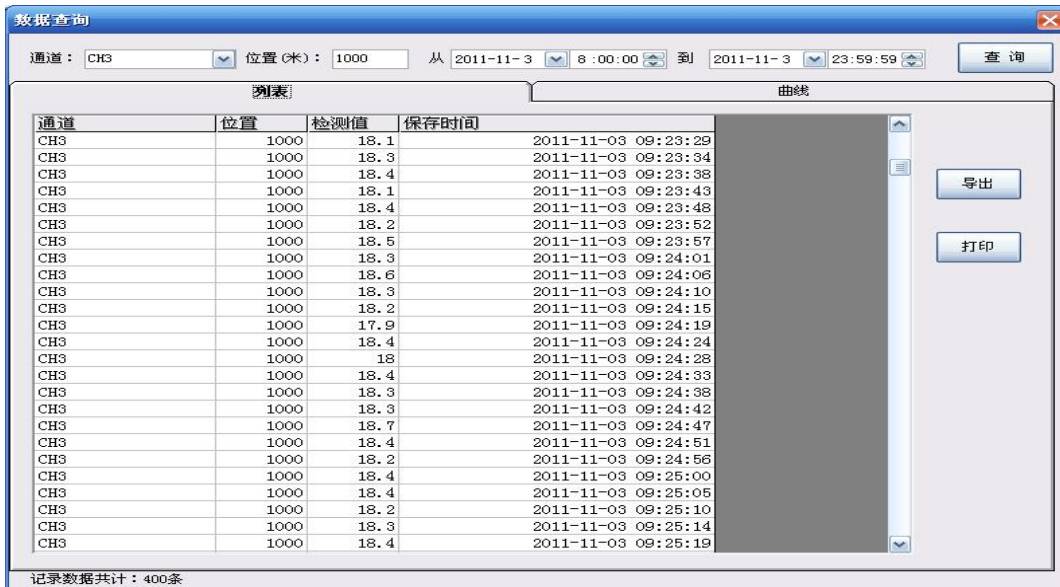 数据查询
通道： CH3 位置(米)： 1000 从 2011-11- 3 8 :00:00 到 2011-11- 3 23:59:59 查 询
列表 曲线
通道 位置 检测值 保存时间
CH3 1000 18.1 2011-11-03 09:23:29
CH3 1000 18.3 2011-11-03 09:23:34
CH3 1000 18.4 2011-11-03 09:23:38
CH3 1000 18.1 2011-11-03 09:23:43
CH3 1000 18.4 2011-11-03 09:23:48
CH3 1000 18.2 2011-11-03 09:23:52
CH3 1000 18.5 2011-11-03 09:23:57
CH3 1000 18.3 2011-11-03 09:24:01
CH3 1000 18.6 2011-11-03 09:24:06
CH3 1000 18.3 2011-11-03 09:24:10
CH3 1000 18.2 2011-11-03 09:24:15
CH3 1000 17.9 2011-11-03 09:24:19
CH3 1000 18.4 2011-11-03 09:24:24
CH3 1000 18 2011-11-03 09:24:28
CH3 1000 18.4 2011-11-03 09:24:33
CH3 1000 18.3 2011-11-03 09:24:38
CH3 1000 18.3 2011-11-03 09:24:42
CH3 1000 18.7 2011-11-03 09:24:47
CH3 1000 18.4 2011-11-03 09:24:51
CH3 1000 18.2 2011-11-03 09:24:56
CH3 1000 18.4 2011-11-03 09:25:00
CH3 1000 18.4 2011-11-03 09:25:05
CH3 1000 18.2 2011-11-03 09:25:10
CH3 1000 18.3 2011-11-03 09:25:14
CH3 1000 18.4 2011-11-03 09:25:19
导出
打印
记录数据共计：400条